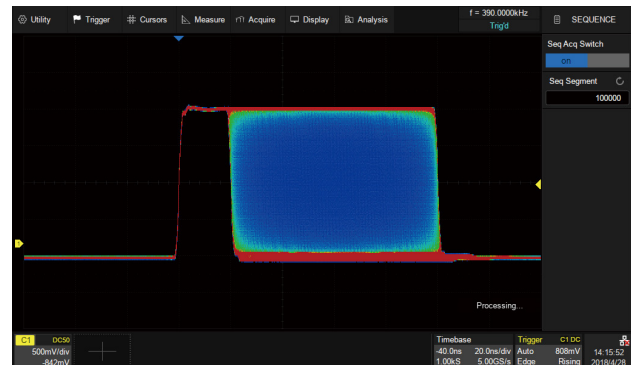 Utility Trigger Cursors Measure Acquire Display Analysis
f = 390.0000kHz
Trig'd
SEQUENCE
Seq Acq Switch
on
Seq Segment
100000
1
Processing...
C1 DC50
500mV/div
-842mV
Timebase
-40.0ns 20.0ns/div
1.00kS 5.00GS/s
Trigger C1 DC
Auto 808mV
Edge Rising
14:15:52
2018/4/28